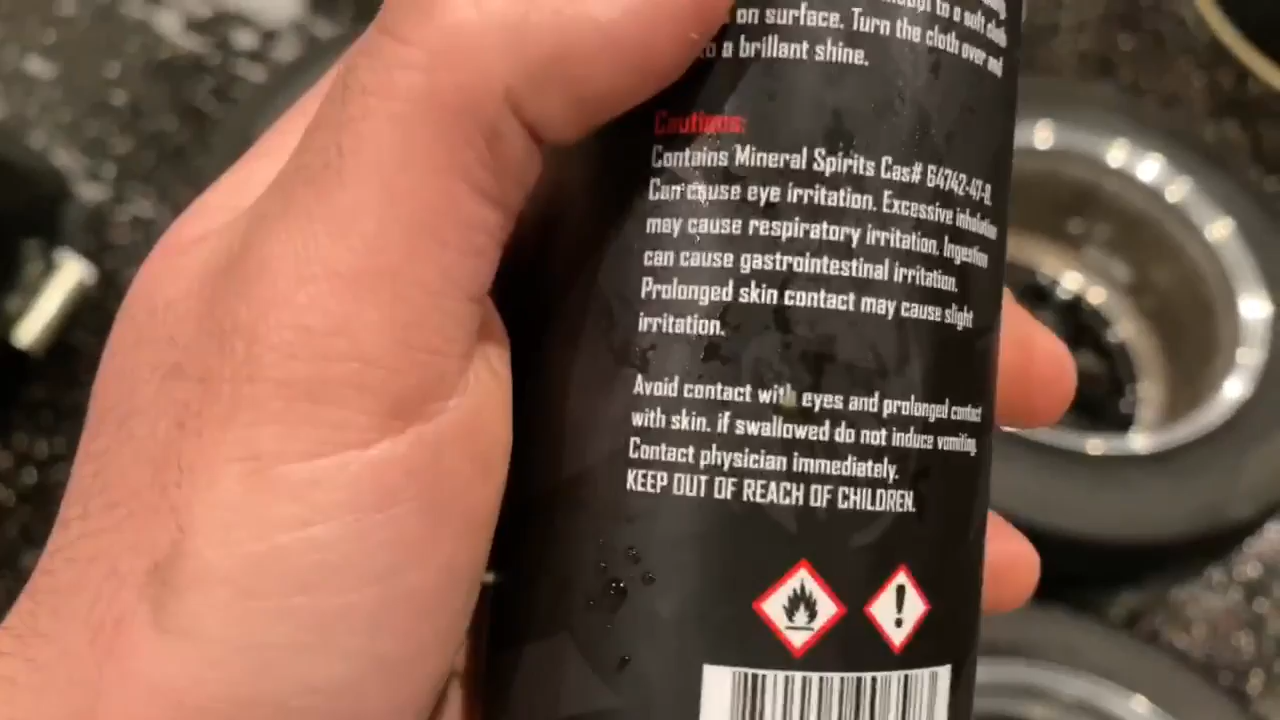 to a soft cloth
on surface. Turn the cloth over and
a brillant shine.
Cautions:
Contains Mineral Spirits Cas# 64742-47-8.
Can cause eye irritation. Excessive inhalation
may cause respiratory irritation. Ingestion
can cause gastrointestinal irritation.
Prolonged skin contact may cause slight
irritation.
Avoid contact with eyes and prolonged contact
with skin. if swallowed do not induce vomiting.
Contact physician immediately.
KEEP OUT OF REACH OF CHILDREN.